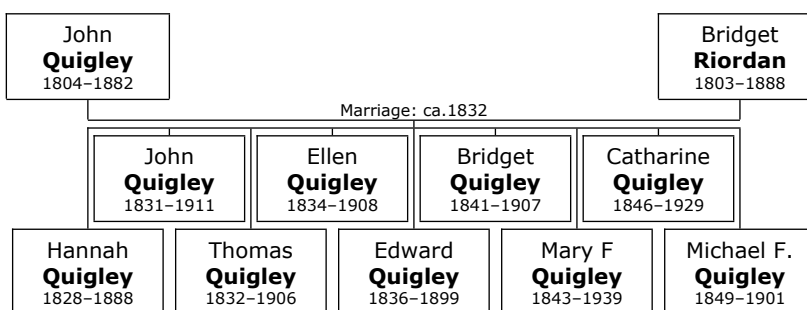 John
Quigley
1804–1882
Bridget
Riordan
1803–1888
Marriage: ca.1832
John
Quigley
1831–1911
Ellen
Quigley
1834–1908
Bridget
Quigley
1841–1907
Catharine
Quigley
1846–1929
Hannah
Quigley
1828–1888
Thomas
Quigley
1832–1906
Edward
Quigley
1836–1899
Mary F
Quigley
1843–1939
Michael F.
Quigley
1849–1901